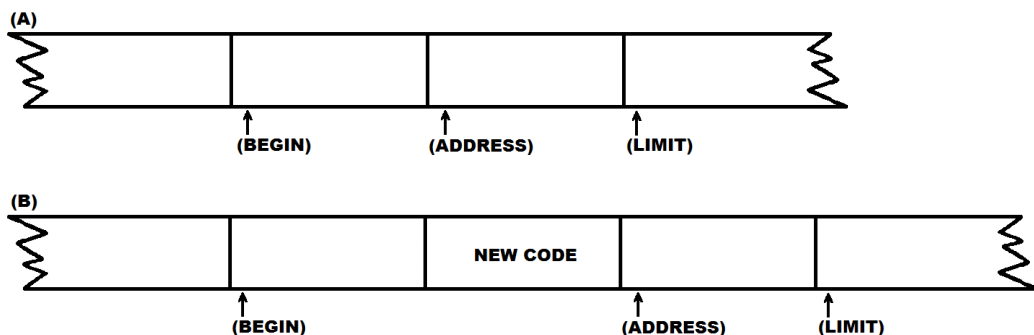 (A)
(BEGIN) (ADDRESS) (LIMIT)
(B)
NEW CODE
(BEGIN) (ADDRESS) (LIMIT)